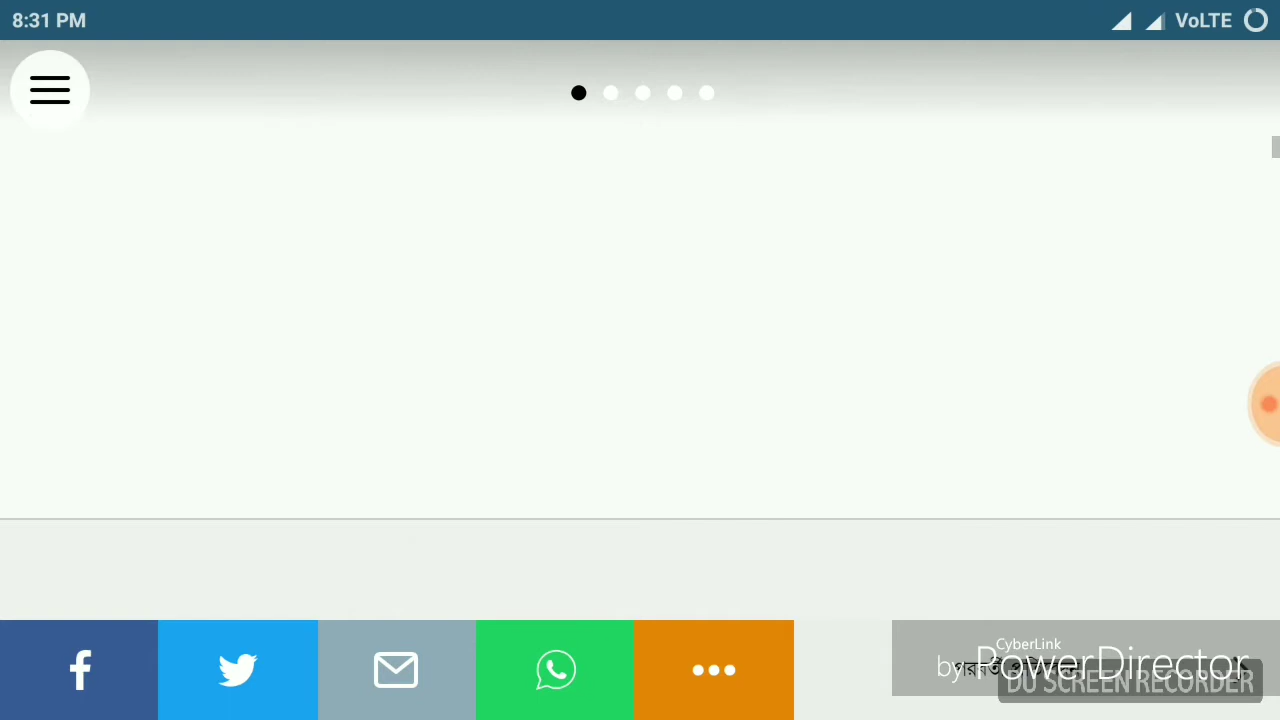 8:31 PM
VoLTE
CyberLink
by PowerDirector
DU SCREEN RECORDER